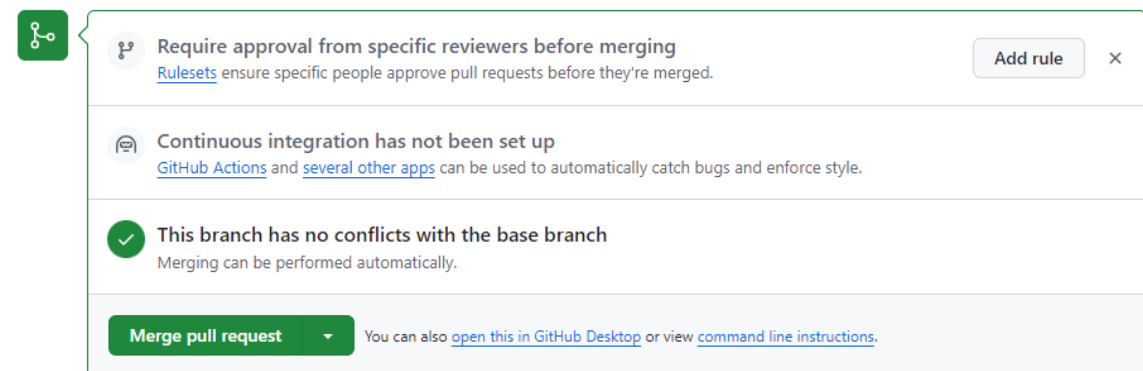 Require approval from specific reviewers before merging
Rulesets ensure specific people approve pull requests before they're merged.
Add rule
Continuous integration has not been set up
GitHub Actions and several other apps can be used to automatically catch bugs and enforce style.
This branch has no conflicts with the base branch
Merging can be performed automatically.
Merge pull request
You can also open this in GitHub Desktop or view command line instructions.